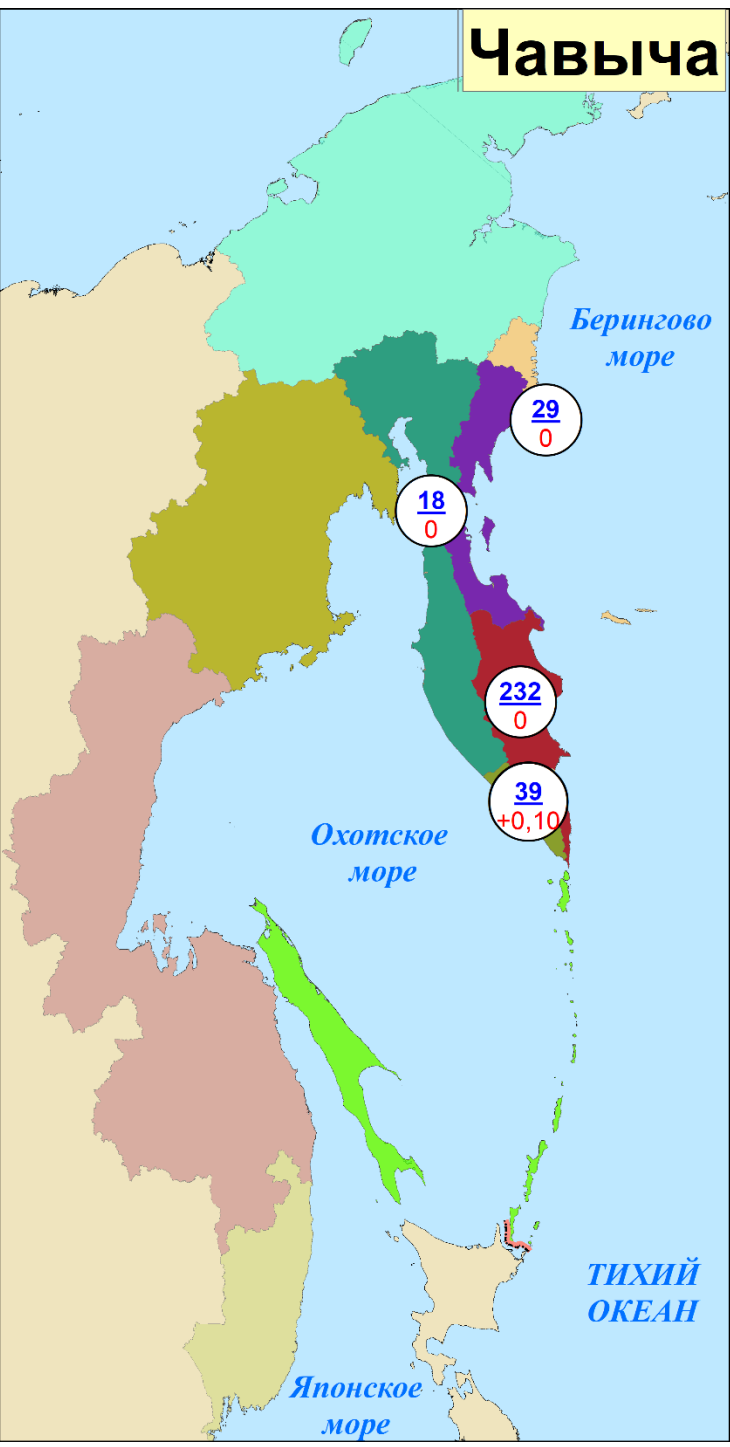 Чавыча
Берингово
море
29
0
18
0
232
0
39
+0,10
Охотское
море
ТИХИЙ
ОКЕАН
Японское
море